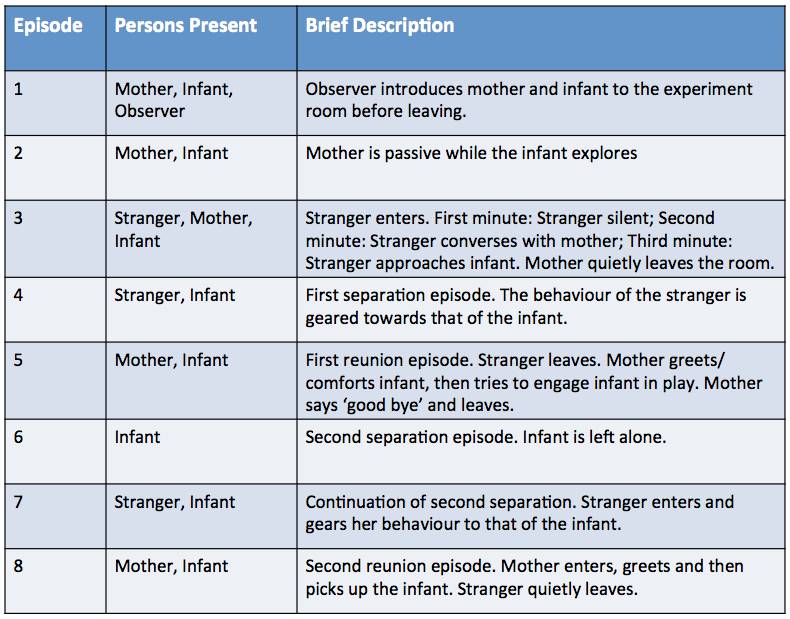 Episode Persons Present Brief Description
1 Mother, Infant, Observer introduces mother and infant to the experiment
Observer room before leaving.
2 Mother, Infant Mother is passive while the infant explores
3 Stranger, Mother, Stranger enters. First minute: Stranger silent; Second
Infant minute: Stranger converses with mother; Third minute:
Stranger approaches infant. Mother quietly leaves the room.
4 Stranger, Infant First separation episode. The behaviour of the stranger is
geared towards that of the infant.
5 Mother, Infant First reunion episode. Stranger leaves. Mother greets/
comforts infant, then tries to engage infant in play. Mother
says ‘good bye’ and leaves.
6 Infant Second separation episode. Infant is left alone.
7 Stranger, Infant Continuation of second separation. Stranger enters and
gears her behaviour to that of the infant.
8 Mother, Infant Second reunion episode. Mother enters, greets and then
picks up the infant. Stranger quietly leaves.